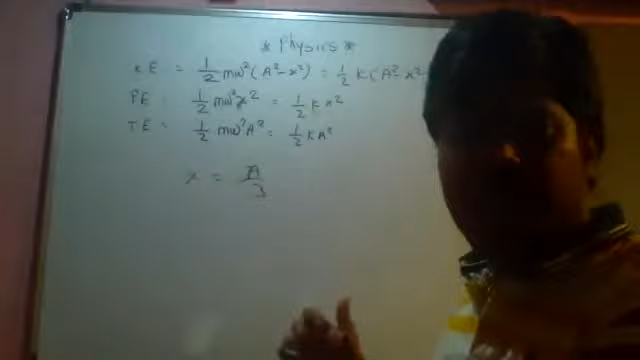 * Physics *
KE = 1/2 mω²(A²-x²) = 1/2 K(A²-x²
PE = 1/2 mω²x² = 1/2 Kx²
TE = 1/2 mω²A² = 1/2 KA²
x = A/3